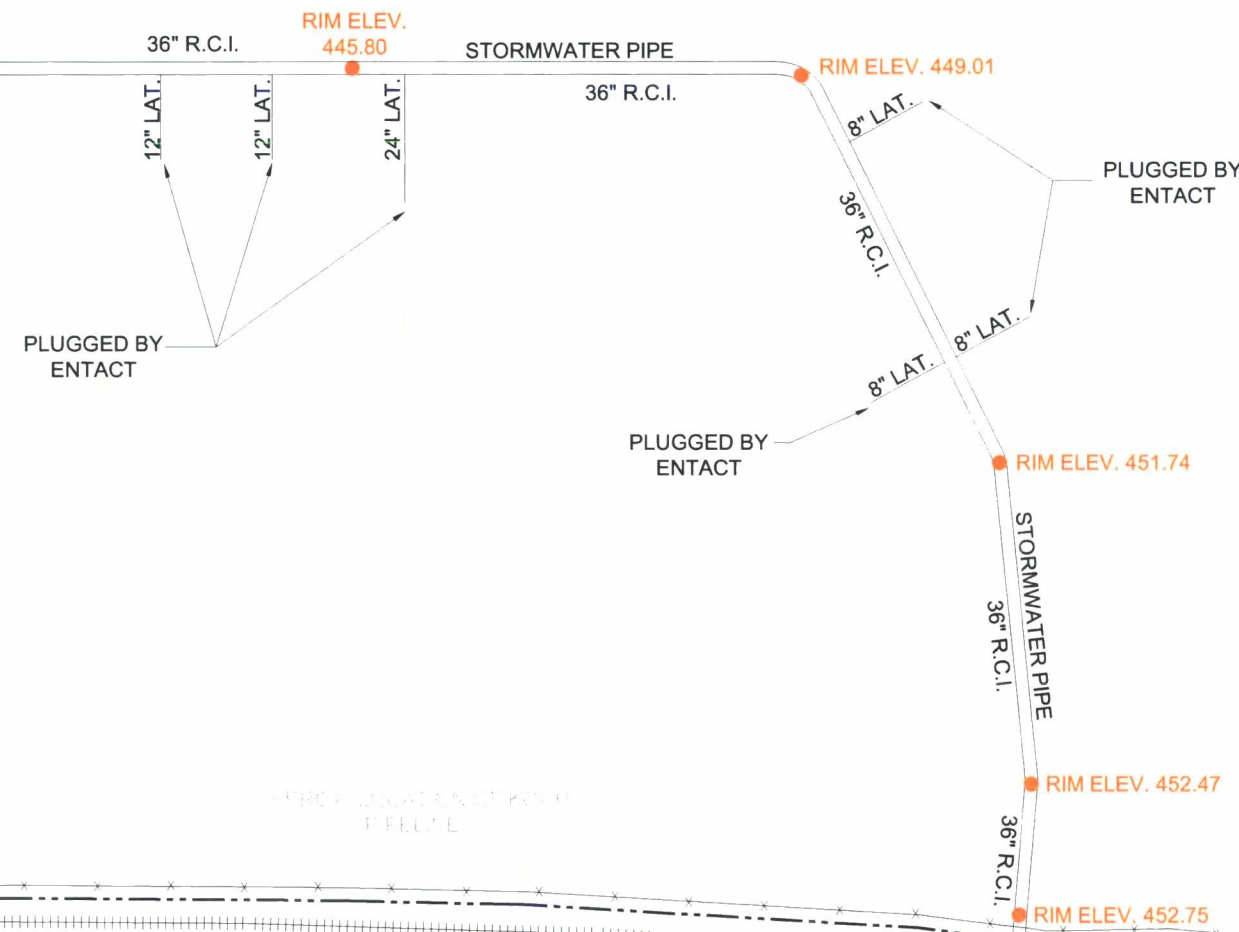 RIM ELEV.
445.80
36" R.C.I.
STORMWATER PIPE
RIM ELEV. 449.01
36" R.C.I.
12" LAT.
12" LAT.
24" LAT.
8" LAT.
PLUGGED BY
ENTACT
36" R.C.I.
PLUGGED BY
ENTACT
8" LAT.
8" LAT.
PLUGGED BY
ENTACT
RIM ELEV. 451.74
STORMWATER PIPE
36" R.C.I.
RIM ELEV. 452.47
36" R.C.I.
RIM ELEV. 452.75